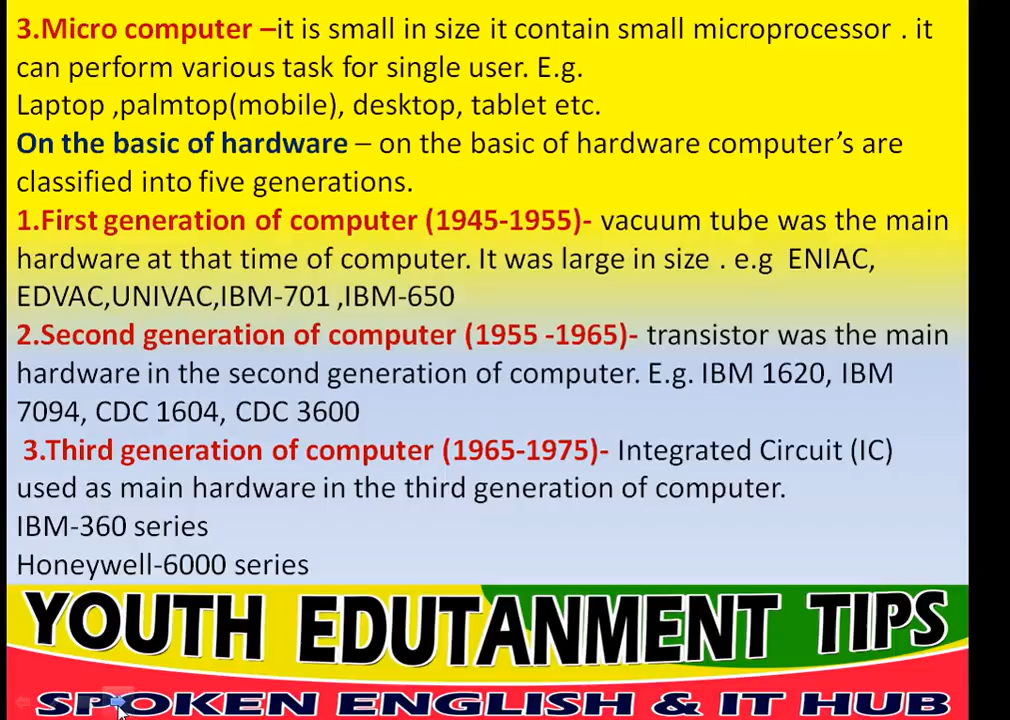 3.Micro computer –it is small in size it contain small microprocessor . it
can perform various task for single user. E.g.
Laptop ,palmtop(mobile), desktop, tablet etc.
On the basic of hardware – on the basic of hardware computer’s are
classified into five generations.
1.First generation of computer (1945-1955)- vacuum tube was the main
hardware at that time of computer. It was large in size . e.g ENIAC,
EDVAC,UNIVAC,IBM-701 ,IBM-650
2.Second generation of computer (1955 -1965)- transistor was the main
hardware in the second generation of computer. E.g. IBM 1620, IBM
7094, CDC 1604, CDC 3600
3.Third generation of computer (1965-1975)- Integrated Circuit (IC)
used as main hardware in the third generation of computer.
IBM-360 series
Honeywell-6000 series
YOUTH EDUTANMENT TIPS
SPOKEN ENGLISH & IT HUB